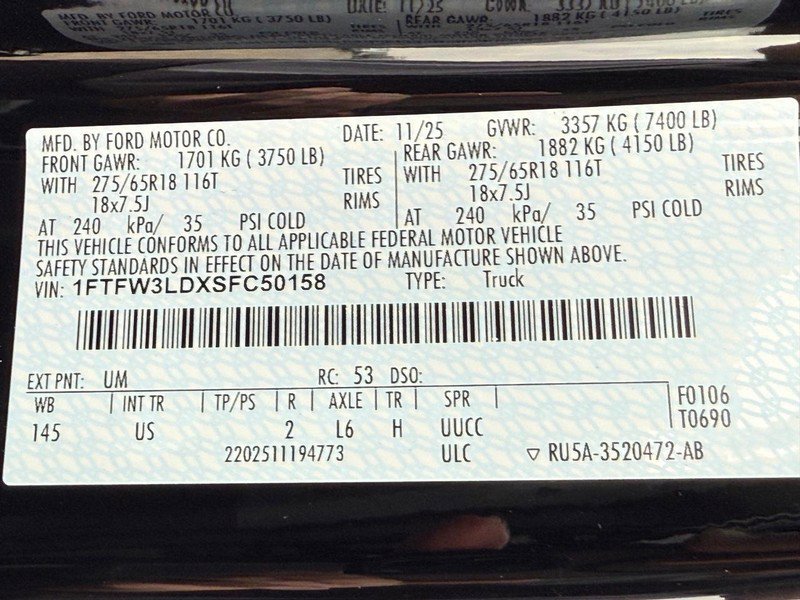 MFD. BY FORD MOTOR CO. DATE: 11/25 GVWR: 3357 KG ( 7400 LB)
FRONT GAWR: 1701 KG ( 3750 LB) REAR GAWR: 1882 KG ( 4150 LB)
WITH 275/65R18 116T TIRES WITH 275/65R18 116T TIRES
18x7.5J RIMS 18x7.5J RIMS
AT 240 kPa/ 35 PSI COLD AT 240 kPa/ 35 PSI COLD
THIS VEHICLE CONFORMS TO ALL APPLICABLE FEDERAL MOTOR VEHICLE
SAFETY STANDARDS IN EFFECT ON THE DATE OF MANUFACTURE SHOWN ABOVE.
VIN: 1FTFW3LDXSFC50158 TYPE: Truck
EXT PNT: UM RC: 53 DSO:
WB INT TR TP/PS R AXLE TR SPR F0106
145 US 2 L6 H UUCC T0690
2202511194773 ULC ▽ RU5A-3520472-AB